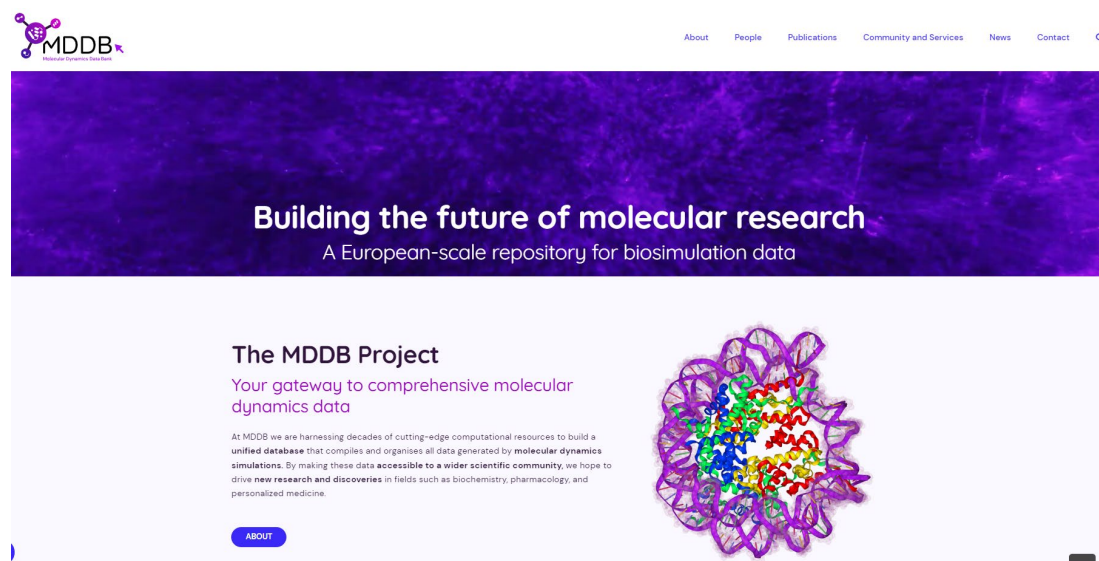 MDDB
Molecular Dynamics Data Bank
About People Publications Community and Services News Contact
Building the future of molecular research
A European-scale repository for biosimulation data
The MDDB Project
Your gateway to comprehensive molecular
dynamics data
At MDDB we are harnessing decades of cutting-edge computational resources to build a
unified database that compiles and organises all data generated by molecular dynamics
simulations. By making these data accessible to a wider scientific community, we hope to
drive new research and discoveries in fields such as biochemistry, pharmacology, and
personalized medicine.
ABOUT